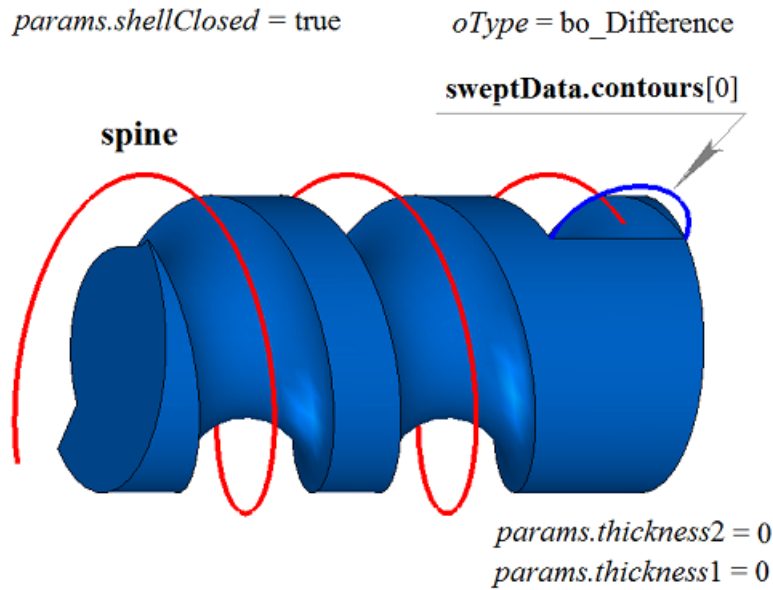 params.shellClosed = true
oType = bo_Difference
sweptData.contours[0]
spine
params.thickness2 = 0
params.thickness1 = 0